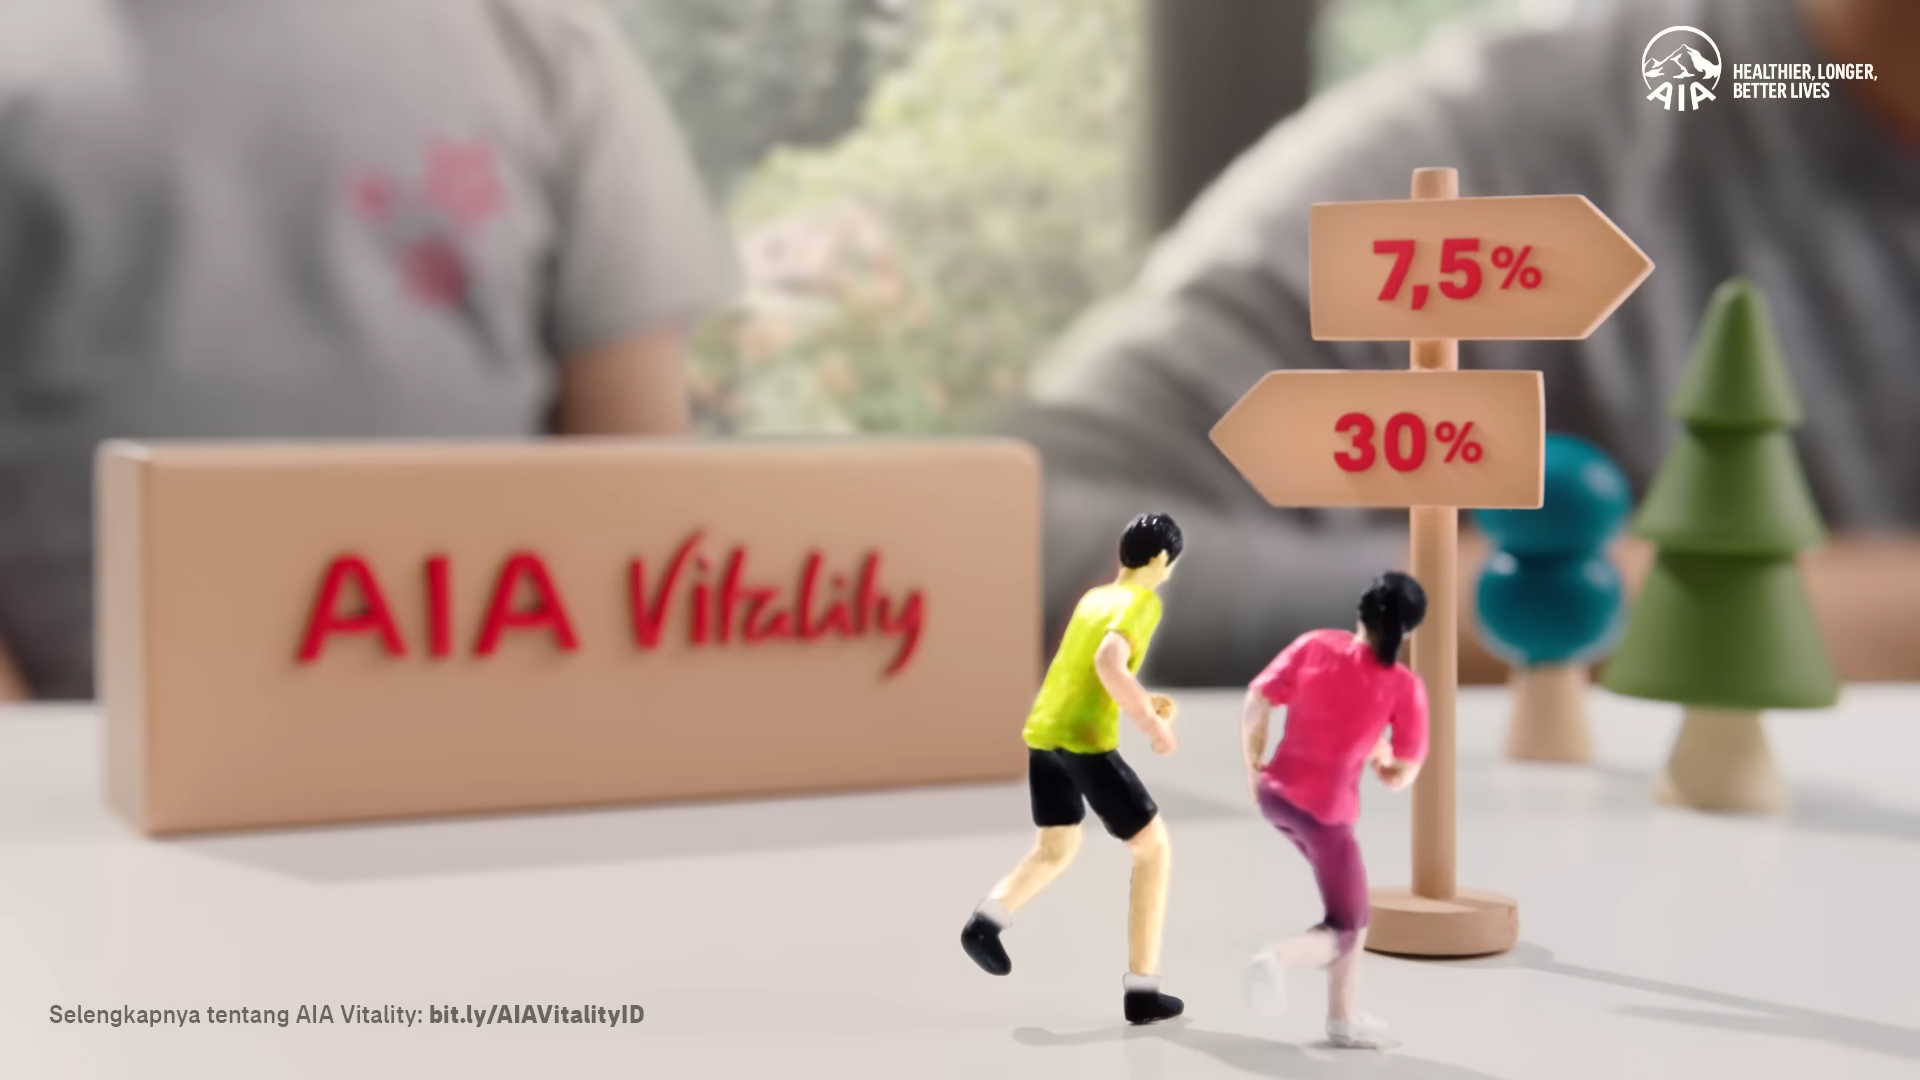 AIA
HEALTHIER, LONGER,
BETTER LIVES
7,5%
30%
AIA Vitality
Selengkapnya tentang AIA Vitality: bit.ly/AIAVitalityID